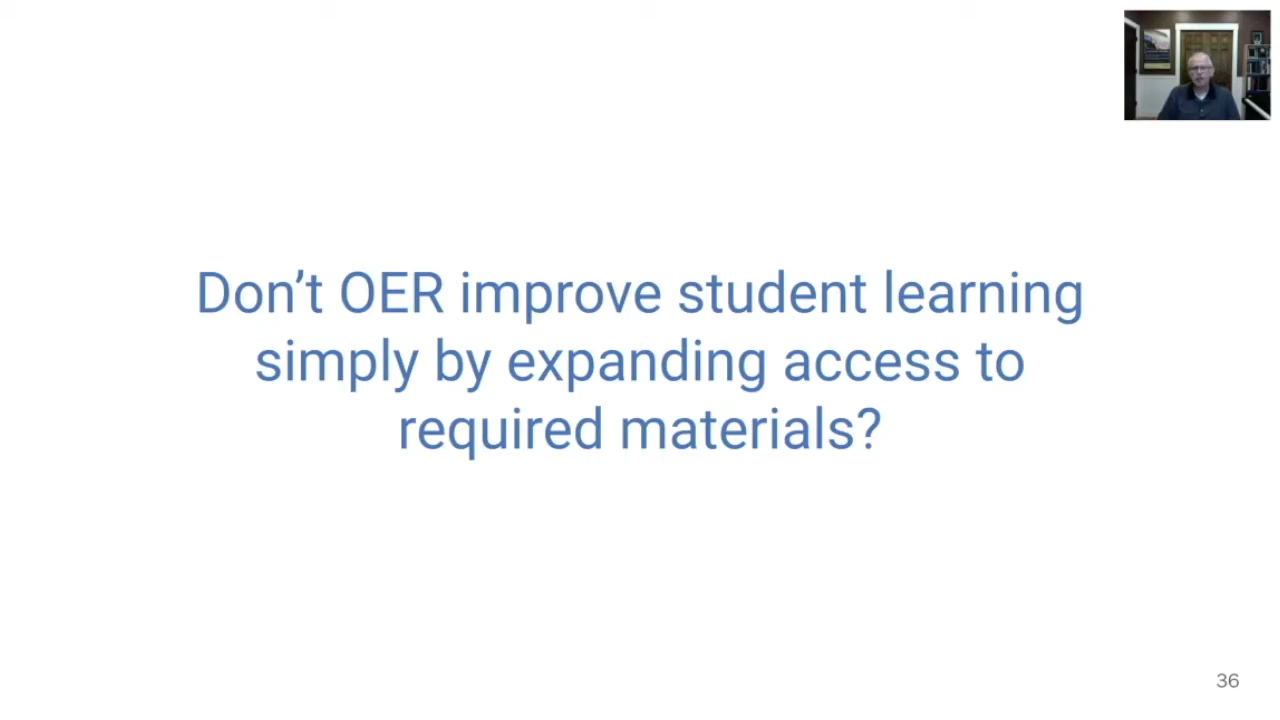 Don’t OER improve student learning
simply by expanding access to
required materials?
36